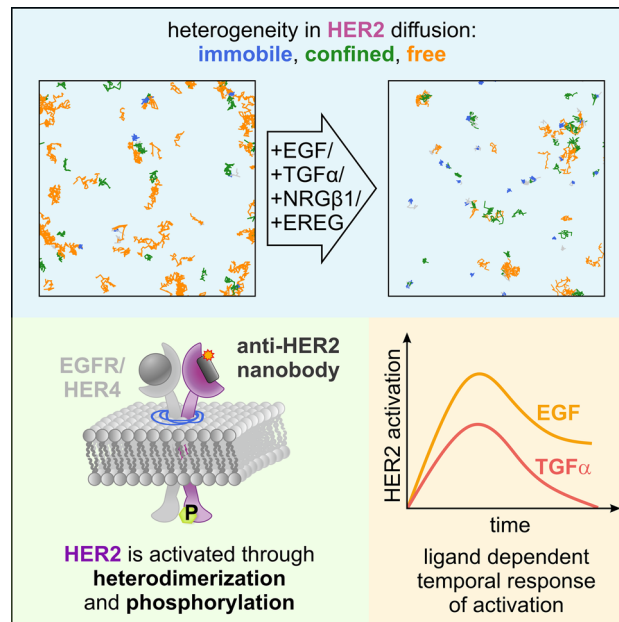 heterogeneity in HER2 diffusion:
immobile, confined, free
+EGF/
+TGFα/
+NRGβ1/
+EREG
EGFR/
HER4
anti-HER2
nanobody
P
HER2 is activated through
heterodimerization
and phosphorylation
HER2 activation
EGF
TGFα
time
ligand dependent
temporal response
of activation